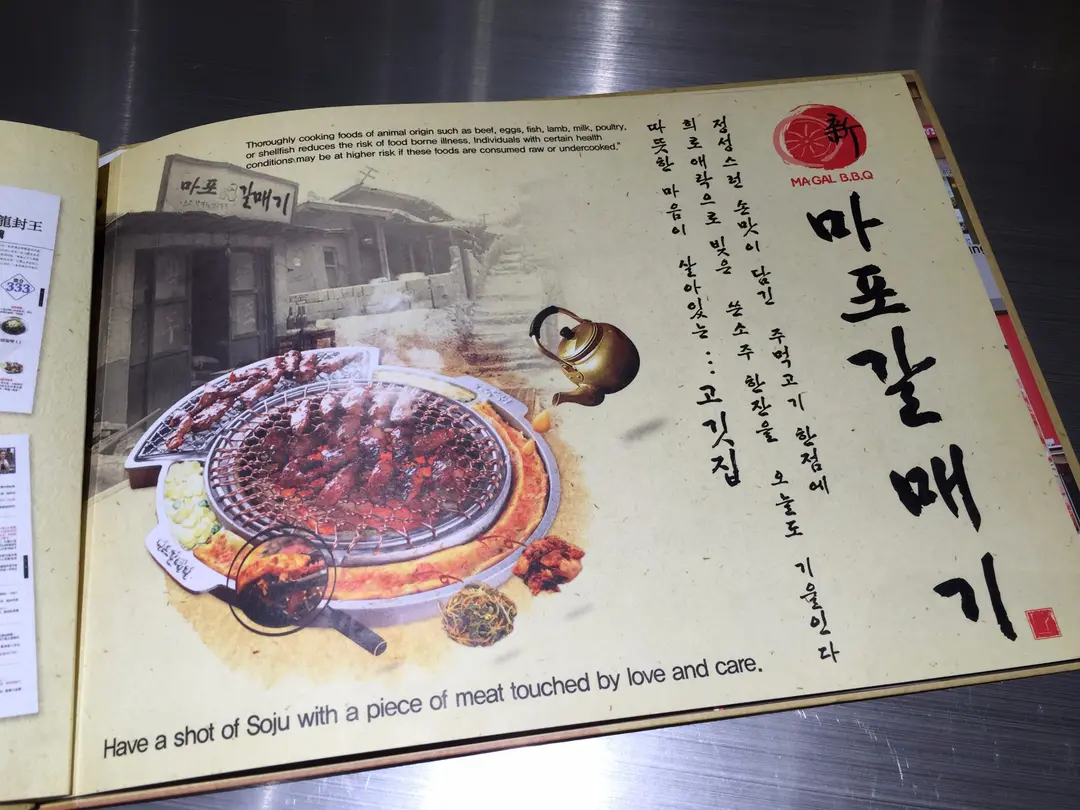 Thoroughly cooking foods of animal origin such as beef, eggs, fish, lamb, milk, poultry,
or shellfish reduces the risk of food borne illness. Individuals with certain health
conditions may be at higher risk if these foods are consumed raw or undercooked."
新
MAGAL B.B.Q
마포갈매기
정성스런 손맛이 담긴 주먹고기 한점에
희로애락으로 빚은 쓴소주 한잔을 오늘도 기울인다
따뜻한 마음이 살아있는 : : 고깃집
마포 갈매기
龍封王
333
Have a shot of Soju with a piece of meat touched by love and care.